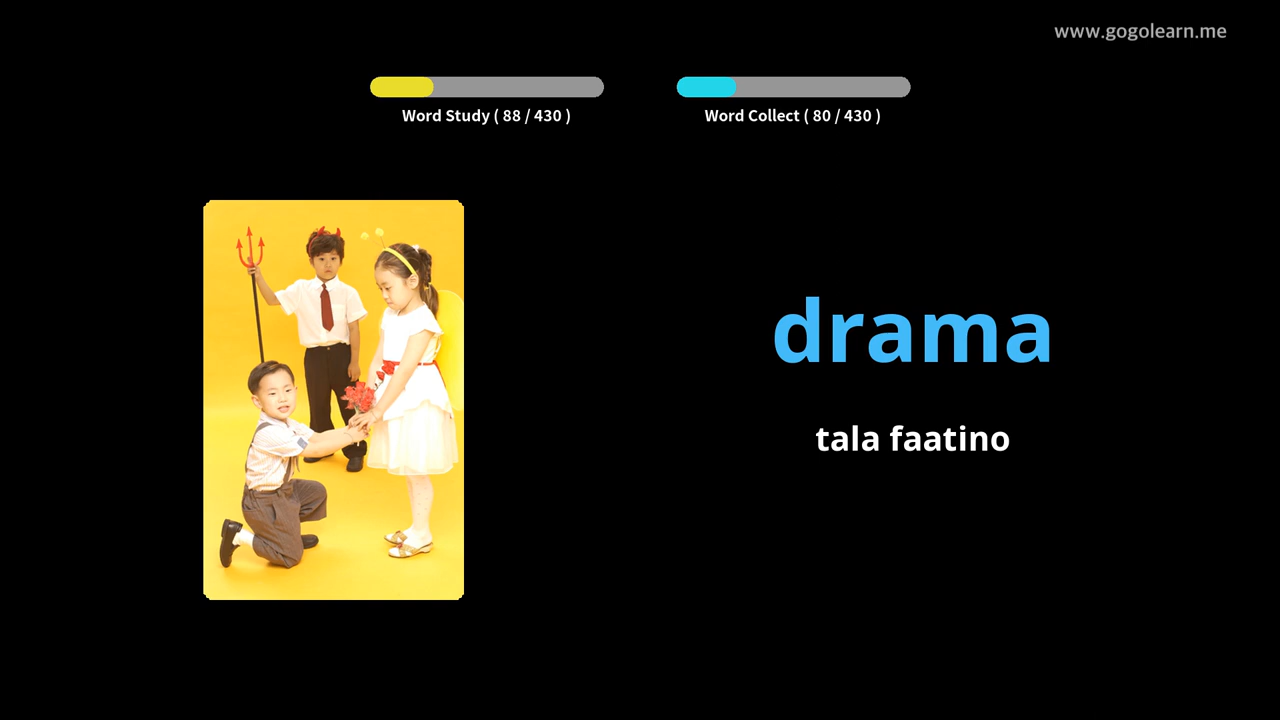 www.gogolearn.me
Word Study ( 88 / 430 )
Word Collect ( 80 / 430 )
drama
tala faatino